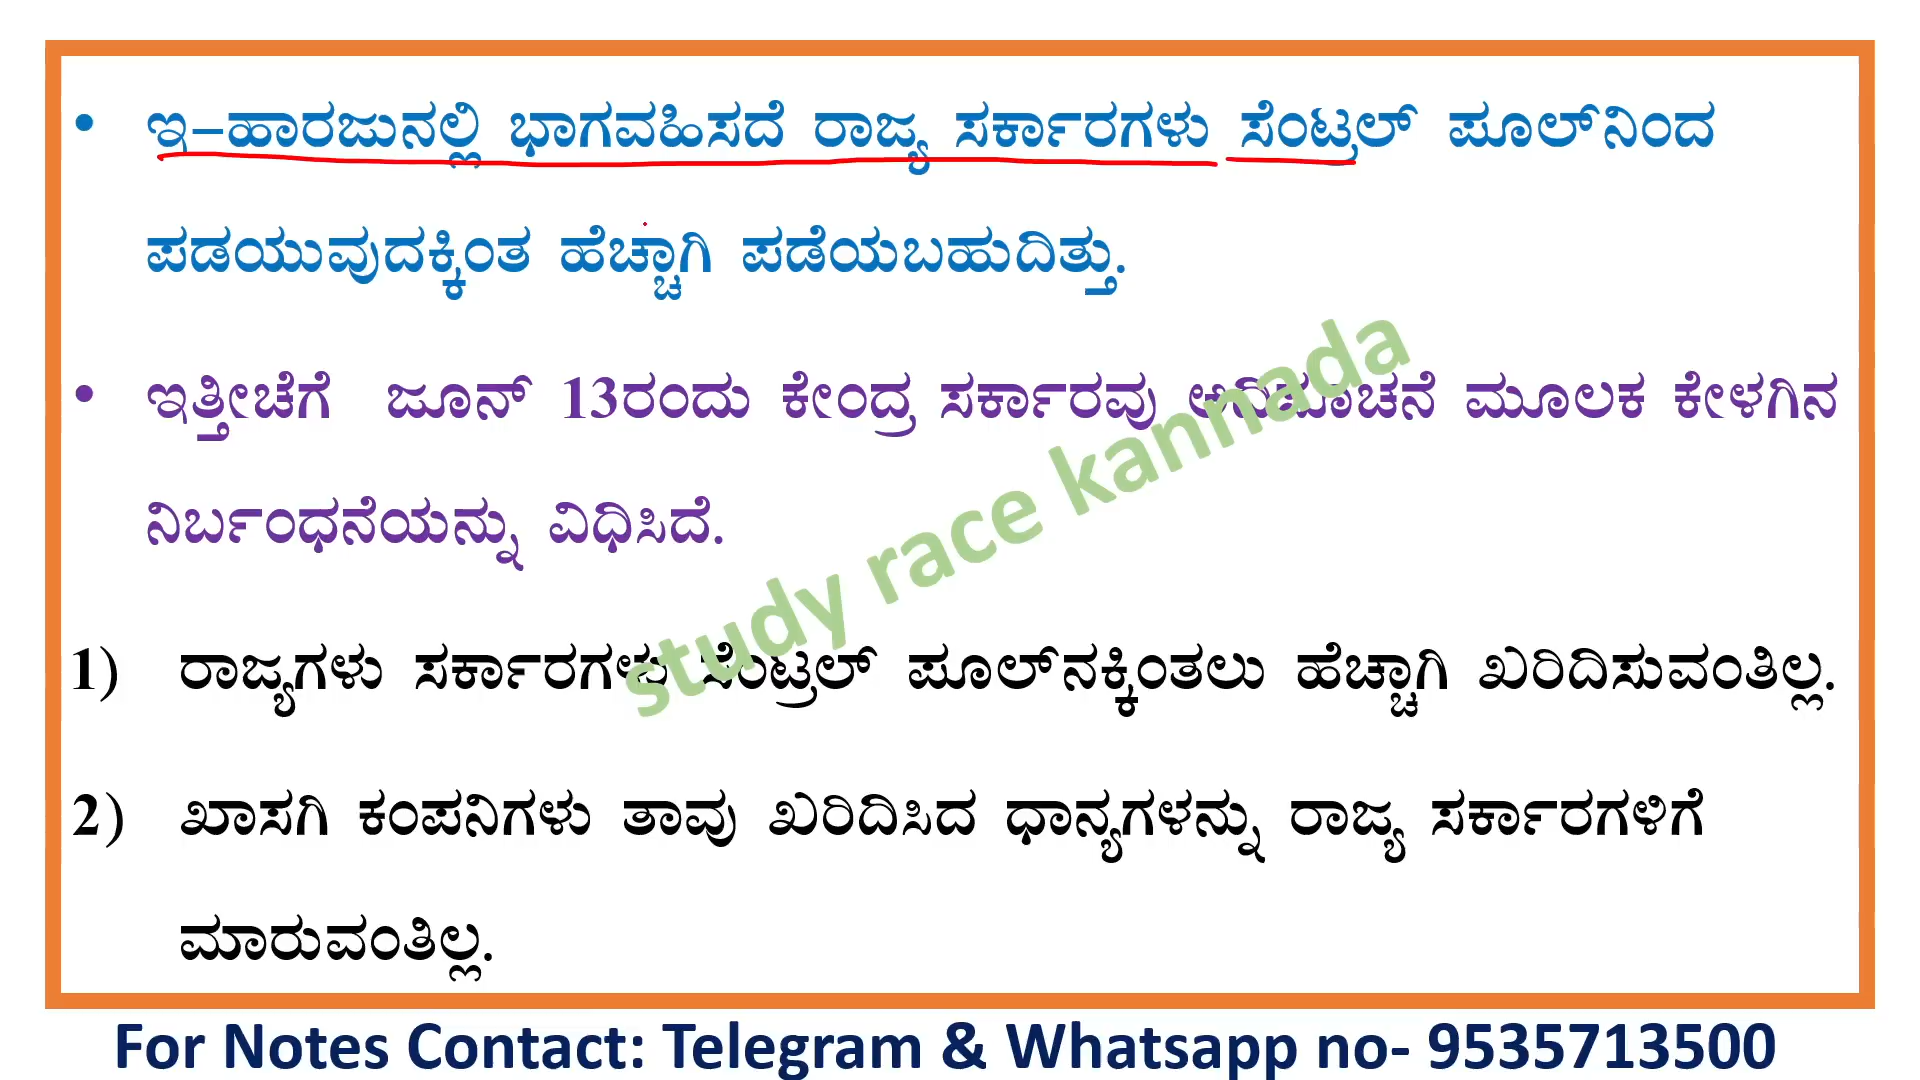 • ಇ–ಹಾರಜುನಲ್ಲಿ ಭಾಗವಹಿಸದೆ ರಾಜ್ಯ ಸರ್ಕಾರಗಳು ಸೆಂಟ್ರಲ್ ಪೂಲ್‌ನಿಂದ
ಪಡಯುವುದಕ್ಕಿಂತ ಹೆಚ್ಚಾಗಿ ಪಡೆಯಬಹುದಿತ್ತು.
• ಇತ್ತೀಚೆಗೆ ಜೂನ್ 13ರಂದು ಕೇಂದ್ರ ಸರ್ಕಾರವು ಮೂಲಕ ಕೇಳಗಿನ
ನಿರ್ಬಂಧನೆಯನ್ನು ವಿಧಿಸಿದೆ.
1) ರಾಜ್ಯಗಳು ಸರ್ಕಾರಗಳು ಸೆಂಟ್ರಲ್ ಪೂಲ್‌ನಕ್ಕಿಂತಲು ಹೆಚ್ಚಾಗಿ ಖರಿದಿಸುವಂತಿಲ್ಲ.
2) ಖಾಸಗಿ ಕಂಪನಿಗಳು ತಾವು ಖರಿದಿಸಿದ ಧಾನ್ಯಗಳನ್ನು ರಾಜ್ಯ ಸರ್ಕಾರಗಳಿಗೆ
ಮಾರುವಂತಿಲ್ಲ.
study race kannada
For Notes Contact: Telegram & Whatsapp no- 9535713500